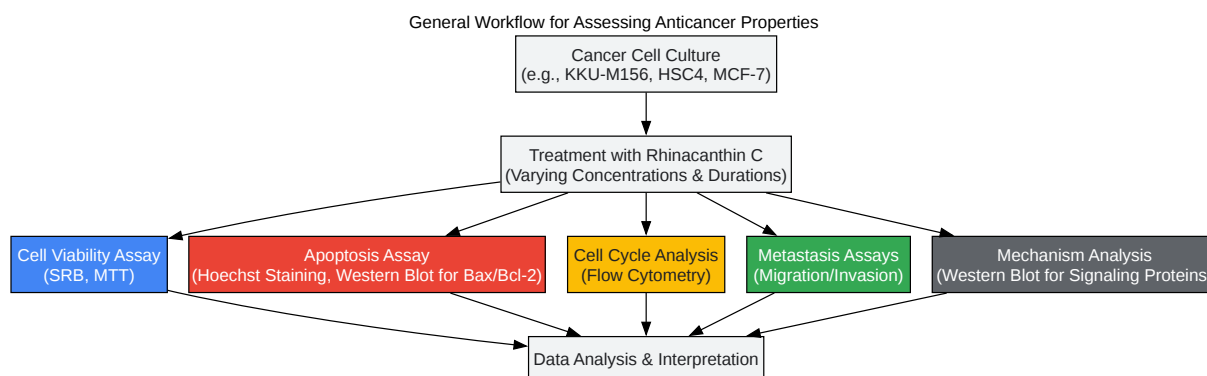 General Workflow for Assessing Anticancer Properties
Cancer Cell Culture
(e.g., KKU-M156, HSC4, MCF-7)
Treatment with Rhinacanthin C
(Varying Concentrations & Durations)
Cell Viability Assay
(SRB, MTT)
Apoptosis Assay
(Hoechst Staining, Western Blot for Bax/Bcl-2)
Cell Cycle Analysis
(Flow Cytometry)
Metastasis Assays
(Migration/Invasion)
Mechanism Analysis
(Western Blot for Signaling Proteins
Data Analysis & Interpretation